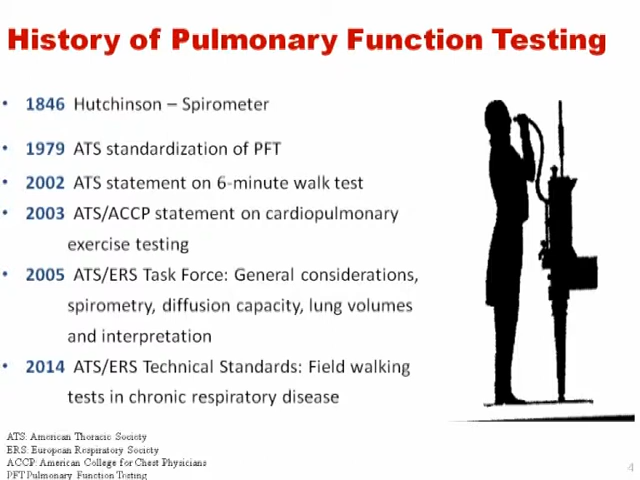 History of Pulmonary Function Testing
• 1846 Hutchinson – Spirometer
• 1979 ATS standardization of PFT
• 2002 ATS statement on 6-minute walk test
• 2003 ATS/ACCP statement on cardiopulmonary
exercise testing
• 2005 ATS/ERS Task Force: General considerations,
spirometry, diffusion capacity, lung volumes
and interpretation
• 2014 ATS/ERS Technical Standards: Field walking
tests in chronic respiratory disease
ATS: American Thoracic Society
ERS: European Respiratory Society
ACCP: American College for Chest Physicians
PFT Pulmonary Function Testing
4